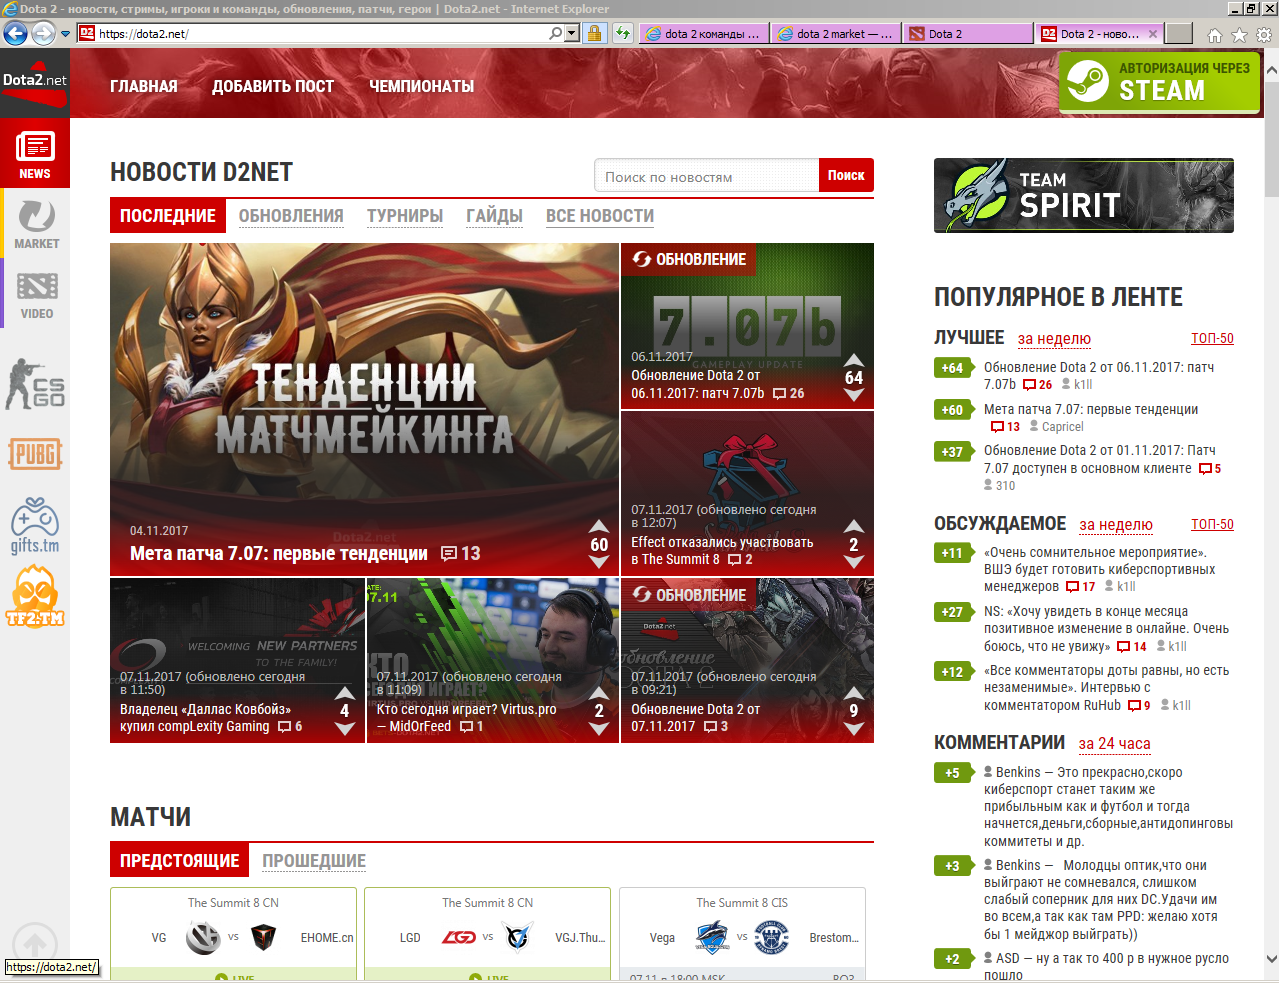 Dota 2 - новости, стримы, игроки и команды, обновления, патчи, герои | Dota2.net - Internet Explorer
https://dota2.net/
dota 2 команды ...
dota 2 market — ...
Dota 2
Dota 2 - ново...
Dota2.net
ГЛАВНАЯ
ДОБАВИТЬ ПОСТ
ЧЕМПИОНАТЫ
АВТОРИЗАЦИЯ ЧЕРЕЗ
STEAM
NEWS
MARKET
VIDEO
CS GO
PUBG
gifts.tm
TF2.TM
https://dota2.net/
НОВОСТИ D2NET
Поиск по новостям
Поиск
ПОСЛЕДНИЕ
ОБНОВЛЕНИЯ
ТУРНИРЫ
ГАЙДЫ
ВСЕ НОВОСТИ
ТЕНДЕНЦИИ
МАТЧМЕЙКИНГА
04.11.2017
Мета патча 7.07: первые тенденции 13
60
ОБНОВЛЕНИЕ
7.07b
GAMEPLAY UPDATE
06.11.2017
Обновление Dota 2 от
06.11.2017: патч 7.07b 26
64
07.11.2017 (обновлено сегодня
в 12:07)
Effect отказались участвовать
в The Summit 8 2
2
WELCOMING NEW PARTNERS
TO THE FAMILY!
07.11.2017 (обновлено сегодня
в 11:50)
Владелец «Даллас Ковбойз»
купил compLexity Gaming 6
4
07.11
КТО
07.11.2017 (обновлено сегодня
в 11:09)
Кто сегодня играет? Virtus.pro
— MidOrFeed 1
2
ОБНОВЛЕНИЕ
Dota2.net
обновление
DOTA 2
07.11.2017 (обновлено сегодня
в 09:21)
Обновление Dota 2 от
07.11.2017 3
9
МАТЧИ
ПРЕДСТОЯЩИЕ
ПРОШЕДШИЕ
The Summit 8 CN
VG vs EHOME.cn
LIVE
The Summit 8 CN
LGD LGD vs VGJ.Thu...
LIVE
The Summit 8 CIS
Vega vs Brestom...
07.11 в 18:00 MSK BO3
TEAM
SPIRIT
ПОПУЛЯРНОЕ В ЛЕНТЕ
ЛУЧШЕЕ за неделю ТОП-50
+64 Обновление Dota 2 от 06.11.2017: патч
7.07b 26 k1ll
+60 Мета патча 7.07: первые тенденции
13 Capricel
+37 Обновление Dota 2 от 01.11.2017: Патч
7.07 доступен в основном клиенте 5
310
ОБСУЖДАЕМОЕ за неделю ТОП-50
+11 «Очень сомнительное мероприятие».
ВШЭ будет готовить киберспортивных
менеджеров 17 k1ll
+27 NS: «Хочу увидеть в конце месяца
позитивное изменение в онлайне. Очень
боюсь, что не увижу» 14 k1ll
+12 «Все комментаторы доты равны, но есть
незаменимые». Интервью с
комментатором RuHub 9 k1ll
КОММЕНТАРИИ за 24 часа
+5 Benkins — Это прекрасно,скоро
киберспорт станет таким же
прибыльным как и футбол и тогда
начнется,деньги,сборные,антидопинговы
коммитеты и др.
+3 Benkins — Молодцы оптик,что они
выйграют не сомневался, слишком
слабый соперник для них DC.Удачи им
во всем,а так как там PPD: желаю хотя
бы 1 мейджор выйграть))
+2 ASD — ну а так то 400 р в нужное русло
пошло